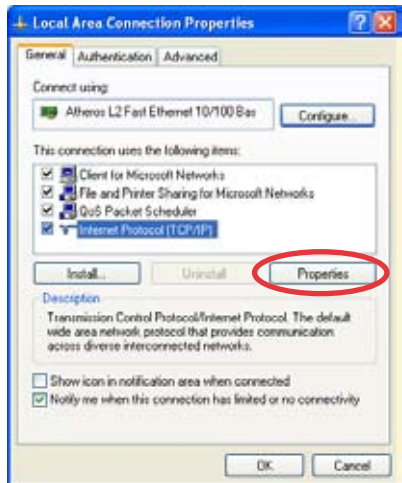 Local Area Connection Properties
General Authentication Advanced
Connect using:
Atheros L2 Fast Ethernet 10/100 Bas Configure...
This connection uses the following items:
Client for Microsoft Networks
File and Printer Sharing for Microsoft Networks
QoS Packet Scheduler
Internet Protocol (TCP/IP)
Install... Uninstall Properties
Description
Transmission Control Protocol/Internet Protocol. The default
wide area network protocol that provides communication
across diverse interconnected networks.
Show icon in notification area when connected
Notify me when this connection has limited or no connectivity
OK Cancel